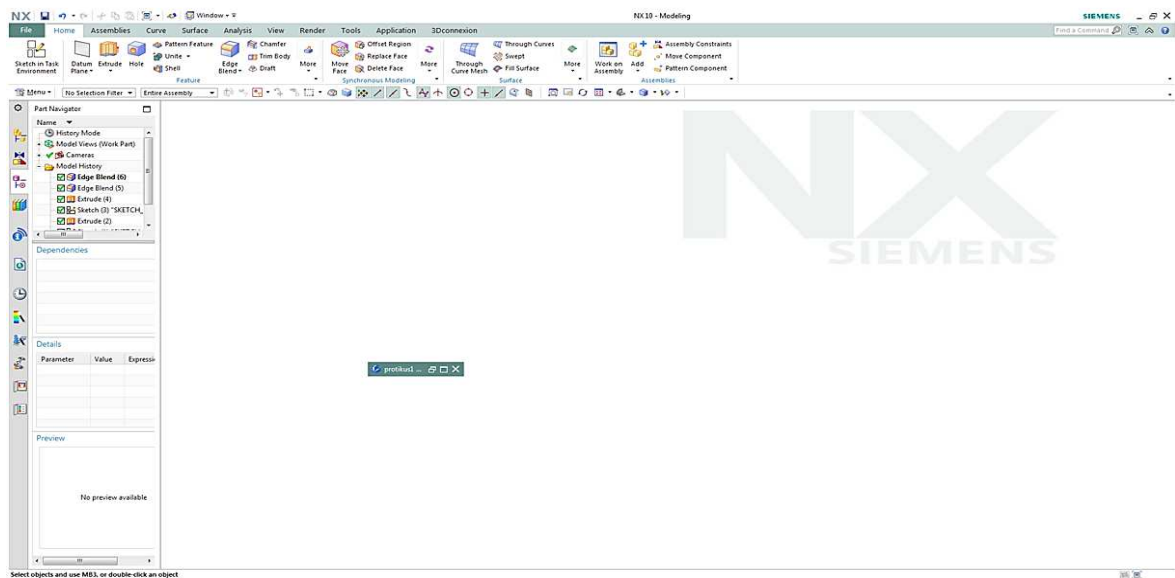 NX Window NX 10 - Modeling SIEMENS
File Home Assemblies Curve Surface Analysis View Render Tools Application 3Dconnexion Find a Command
Pattern Feature Chamfer Offset Region Through Curves Assembly Constraints
Unite Trim Body Replace Face Swept Move Component
Shell Draft Delete Face Fill Surface Pattern Component
Sketch in Task Environment Datum Plane Extrude Hole Edge Blend More Move Face More Through Curve Mesh More Work on Assembly Add
Feature Synchronous Modeling Surface Assemblies
Menu No Selection Filter Entire Assembly
Part Navigator
Name
History Mode
Model Views (Work Part)
Cameras
Model History
Edge Blend (6)
Edge Blend (5)
Extrude (4)
Sketch (3) "SKETCH_
Extrude (2)
NX
SIEMENS
Dependencies
Details
Parameter Value Expressi
protikus1 ...
Preview
No preview available
Select objects and use MB3, or double-click an object